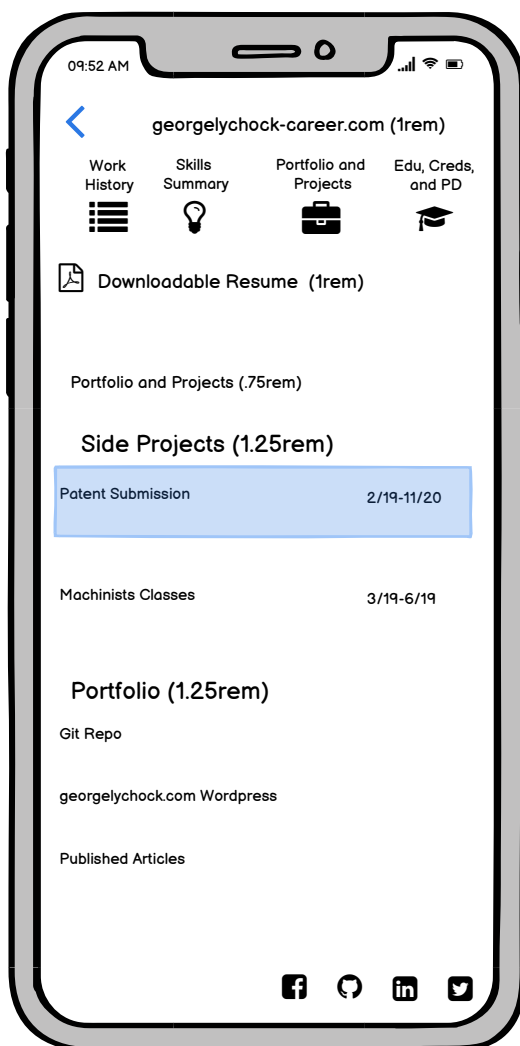 09:52 AM
georgelychock-career.com (1rem)
Work History
Skills Summary
Portfolio and Projects
Edu, Creds, and PD
Downloadable Resume (1rem)
Portfolio and Projects (.75rem)
Side Projects (1.25rem)
Patent Submission 2/19-11/20
Machinists Classes 3/19-6/19
Portfolio (1.25rem)
Git Repo
georgelychock.com Wordpress
Published Articles
in